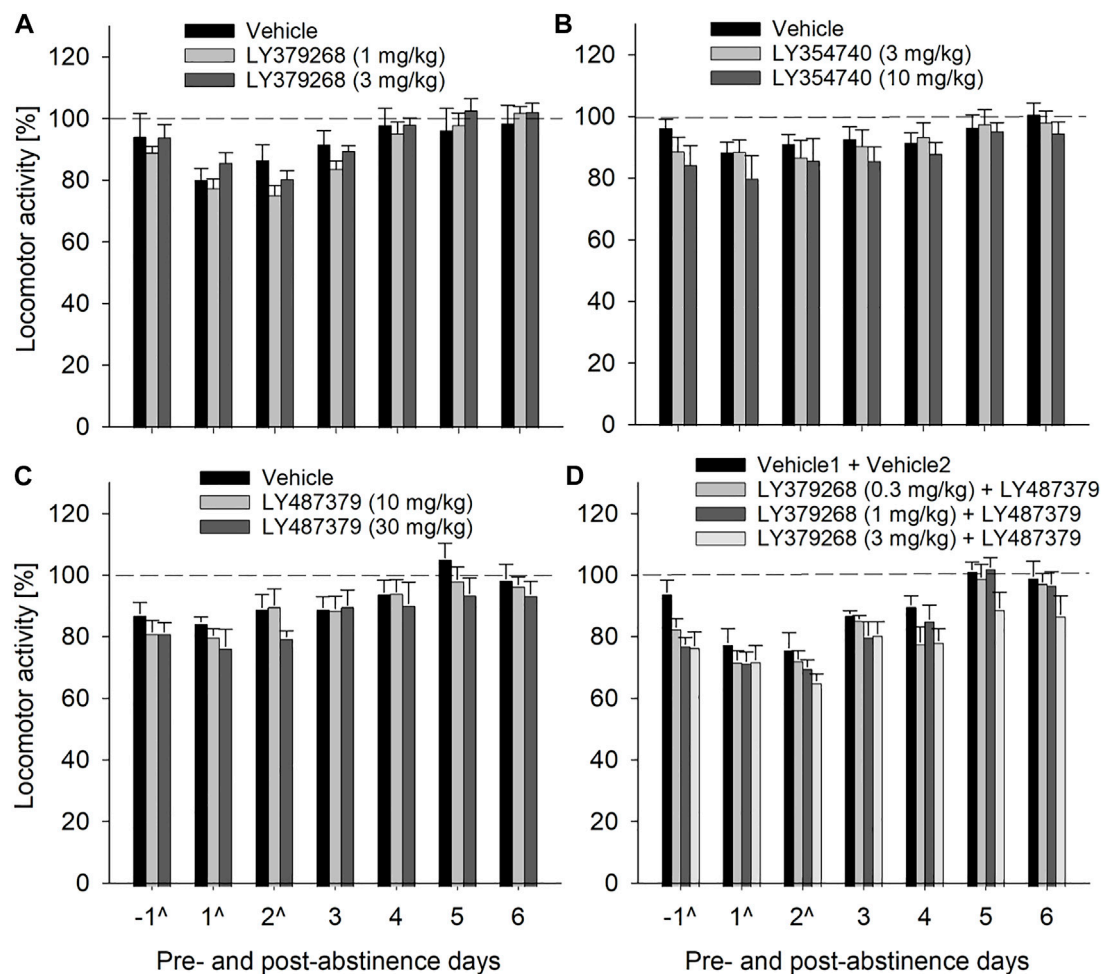 A
Vehicle
LY379268 (1 mg/kg)
LY379268 (3 mg/kg)
120
100
80
60
40
20
0
Locomotor activity [%]
B
Vehicle
LY354740 (3 mg/kg)
LY354740 (10 mg/kg)
120
100
80
60
40
20
0
C
Vehicle
LY487379 (10 mg/kg)
LY487379 (30 mg/kg)
120
100
80
60
40
20
0
Locomotor activity [%]
-1^ 1^ 2^ 3 4 5 6
Pre- and post-abstinence days
D
Vehicle1 + Vehicle2
LY379268 (0.3 mg/kg) + LY487379
LY379268 (1 mg/kg) + LY487379
LY379268 (3 mg/kg) + LY487379
120
100
80
60
40
20
0
-1^ 1^ 2^ 3 4 5 6
Pre- and post-abstinence days